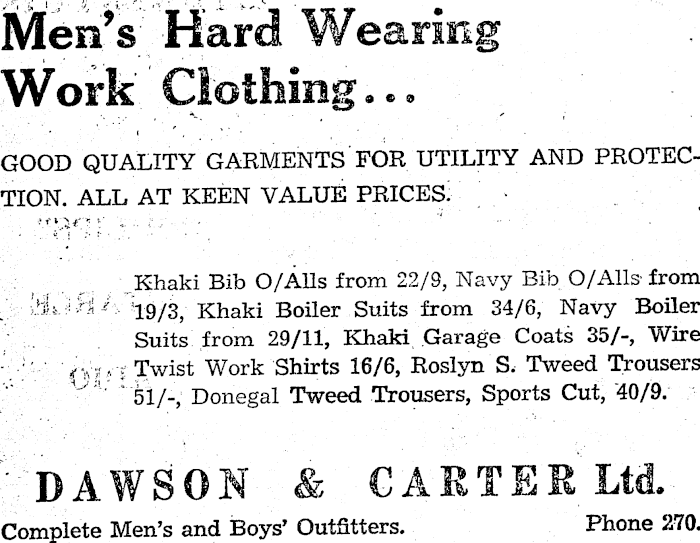 Men's Hard Wearing
Work Clothing...
GOOD QUALITY GARMENTS FOR UTILITY AND PROTEC-
TION. ALL AT KEEN VALUE PRICES.
Khaki Bib O/Alls from 22/9, Navy Bib O/Alls from
19/3, Khaki Boiler Suits from 34/6, Navy Boiler
Suits from 29/11, Khaki Garage Coats 35/-, Wire
Twist Work Shirts 16/6, Roslyn S. Tweed Trousers
51/-, Donegal Tweed Trousers, Sports Cut, 40/9.
DAWSON & CARTER Ltd.
Complete Men's and Boys' Outfitters. Phone 270.